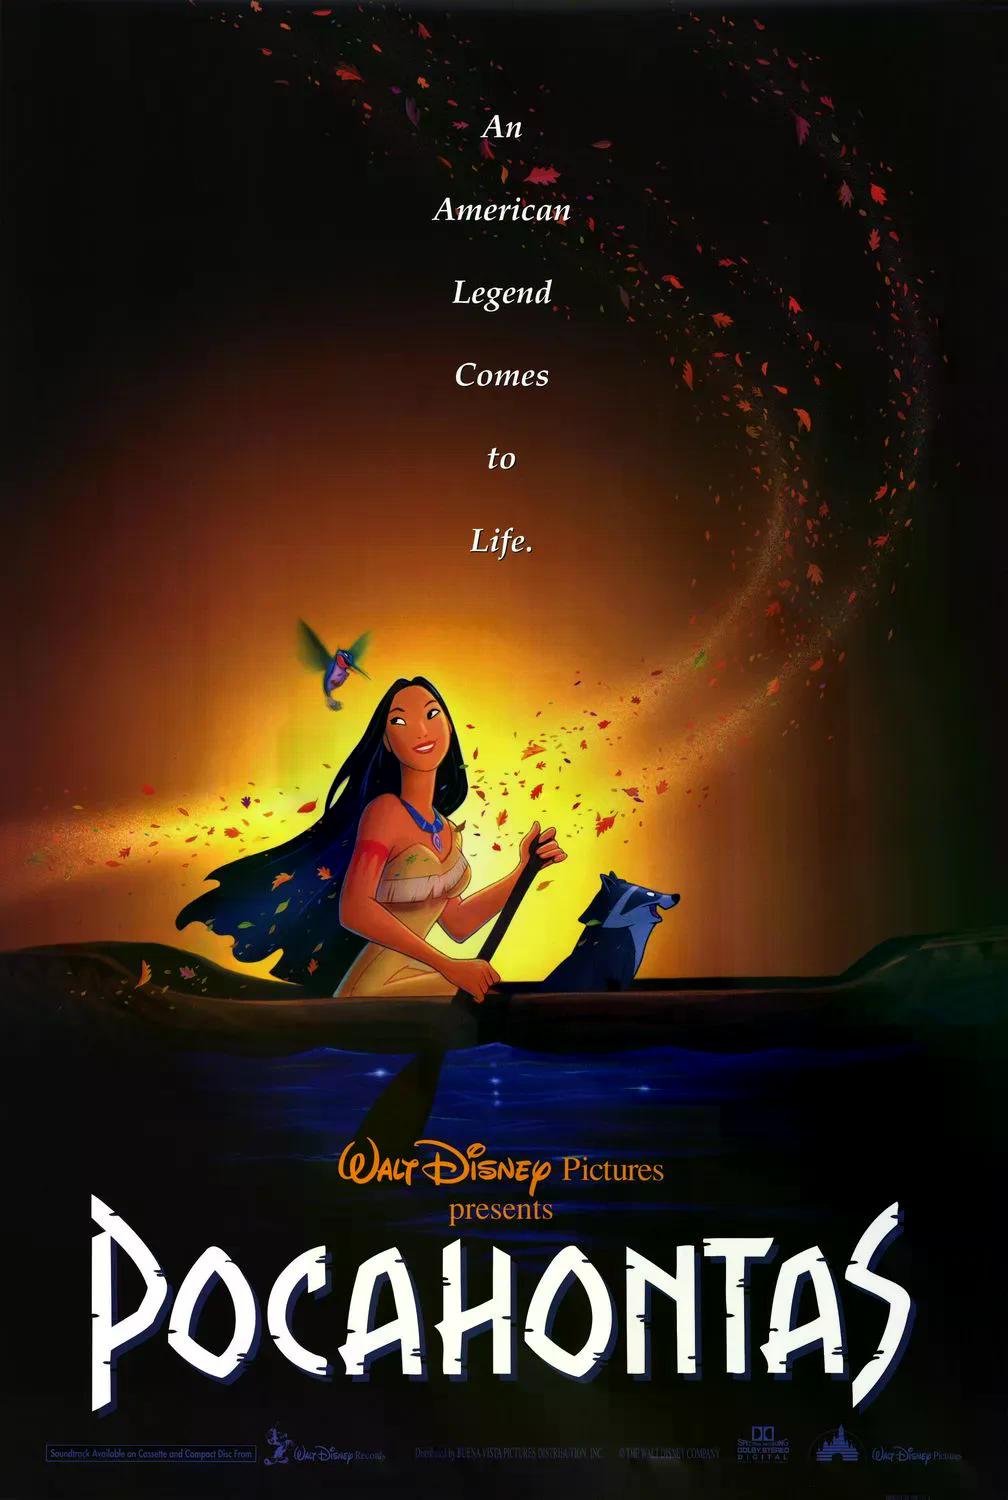 An
American
Legend
Comes
to
Life.
WALT DISNEY Pictures
presents
POCAHONTAS
Soundtrack Available on Cassette and Compact Disc From
WALT DISNEY Records
Distributed by BUENA VISTA PICTURES DISTRIBUTION, INC.
© THE WALT DISNEY COMPANY
DOLBY STEREO
DIGITAL
WALT DISNEY Pictures